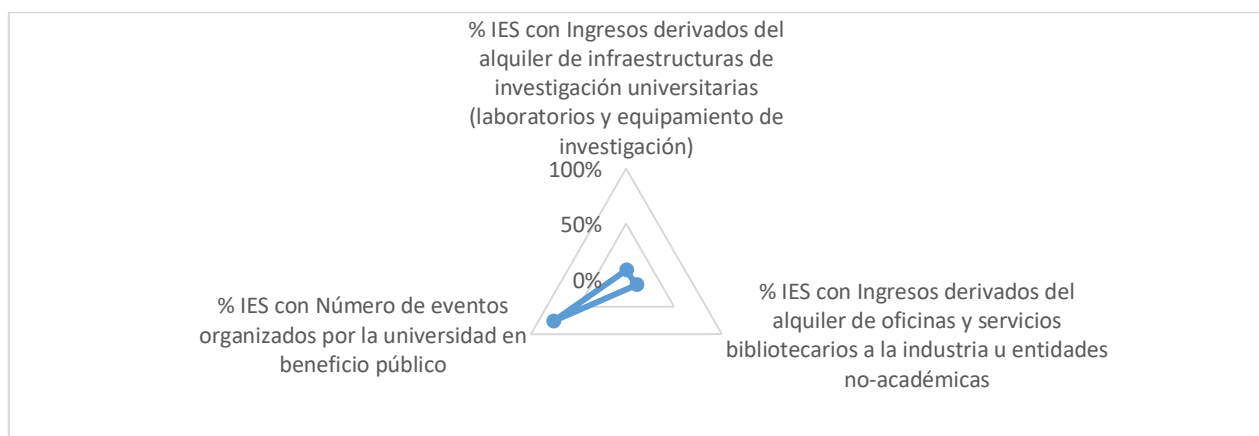 % IES con Ingresos derivados del
alquiler de infraestructuras de
investigación universitarias
(laboratorios y equipamiento de
investigación)
100%
50%
0%
% IES con Número de eventos
organizados por la universidad en
beneficio público
% IES con Ingresos derivados del
alquiler de oficinas y servicios
bibliotecarios a la industria u entidades
no-académicas